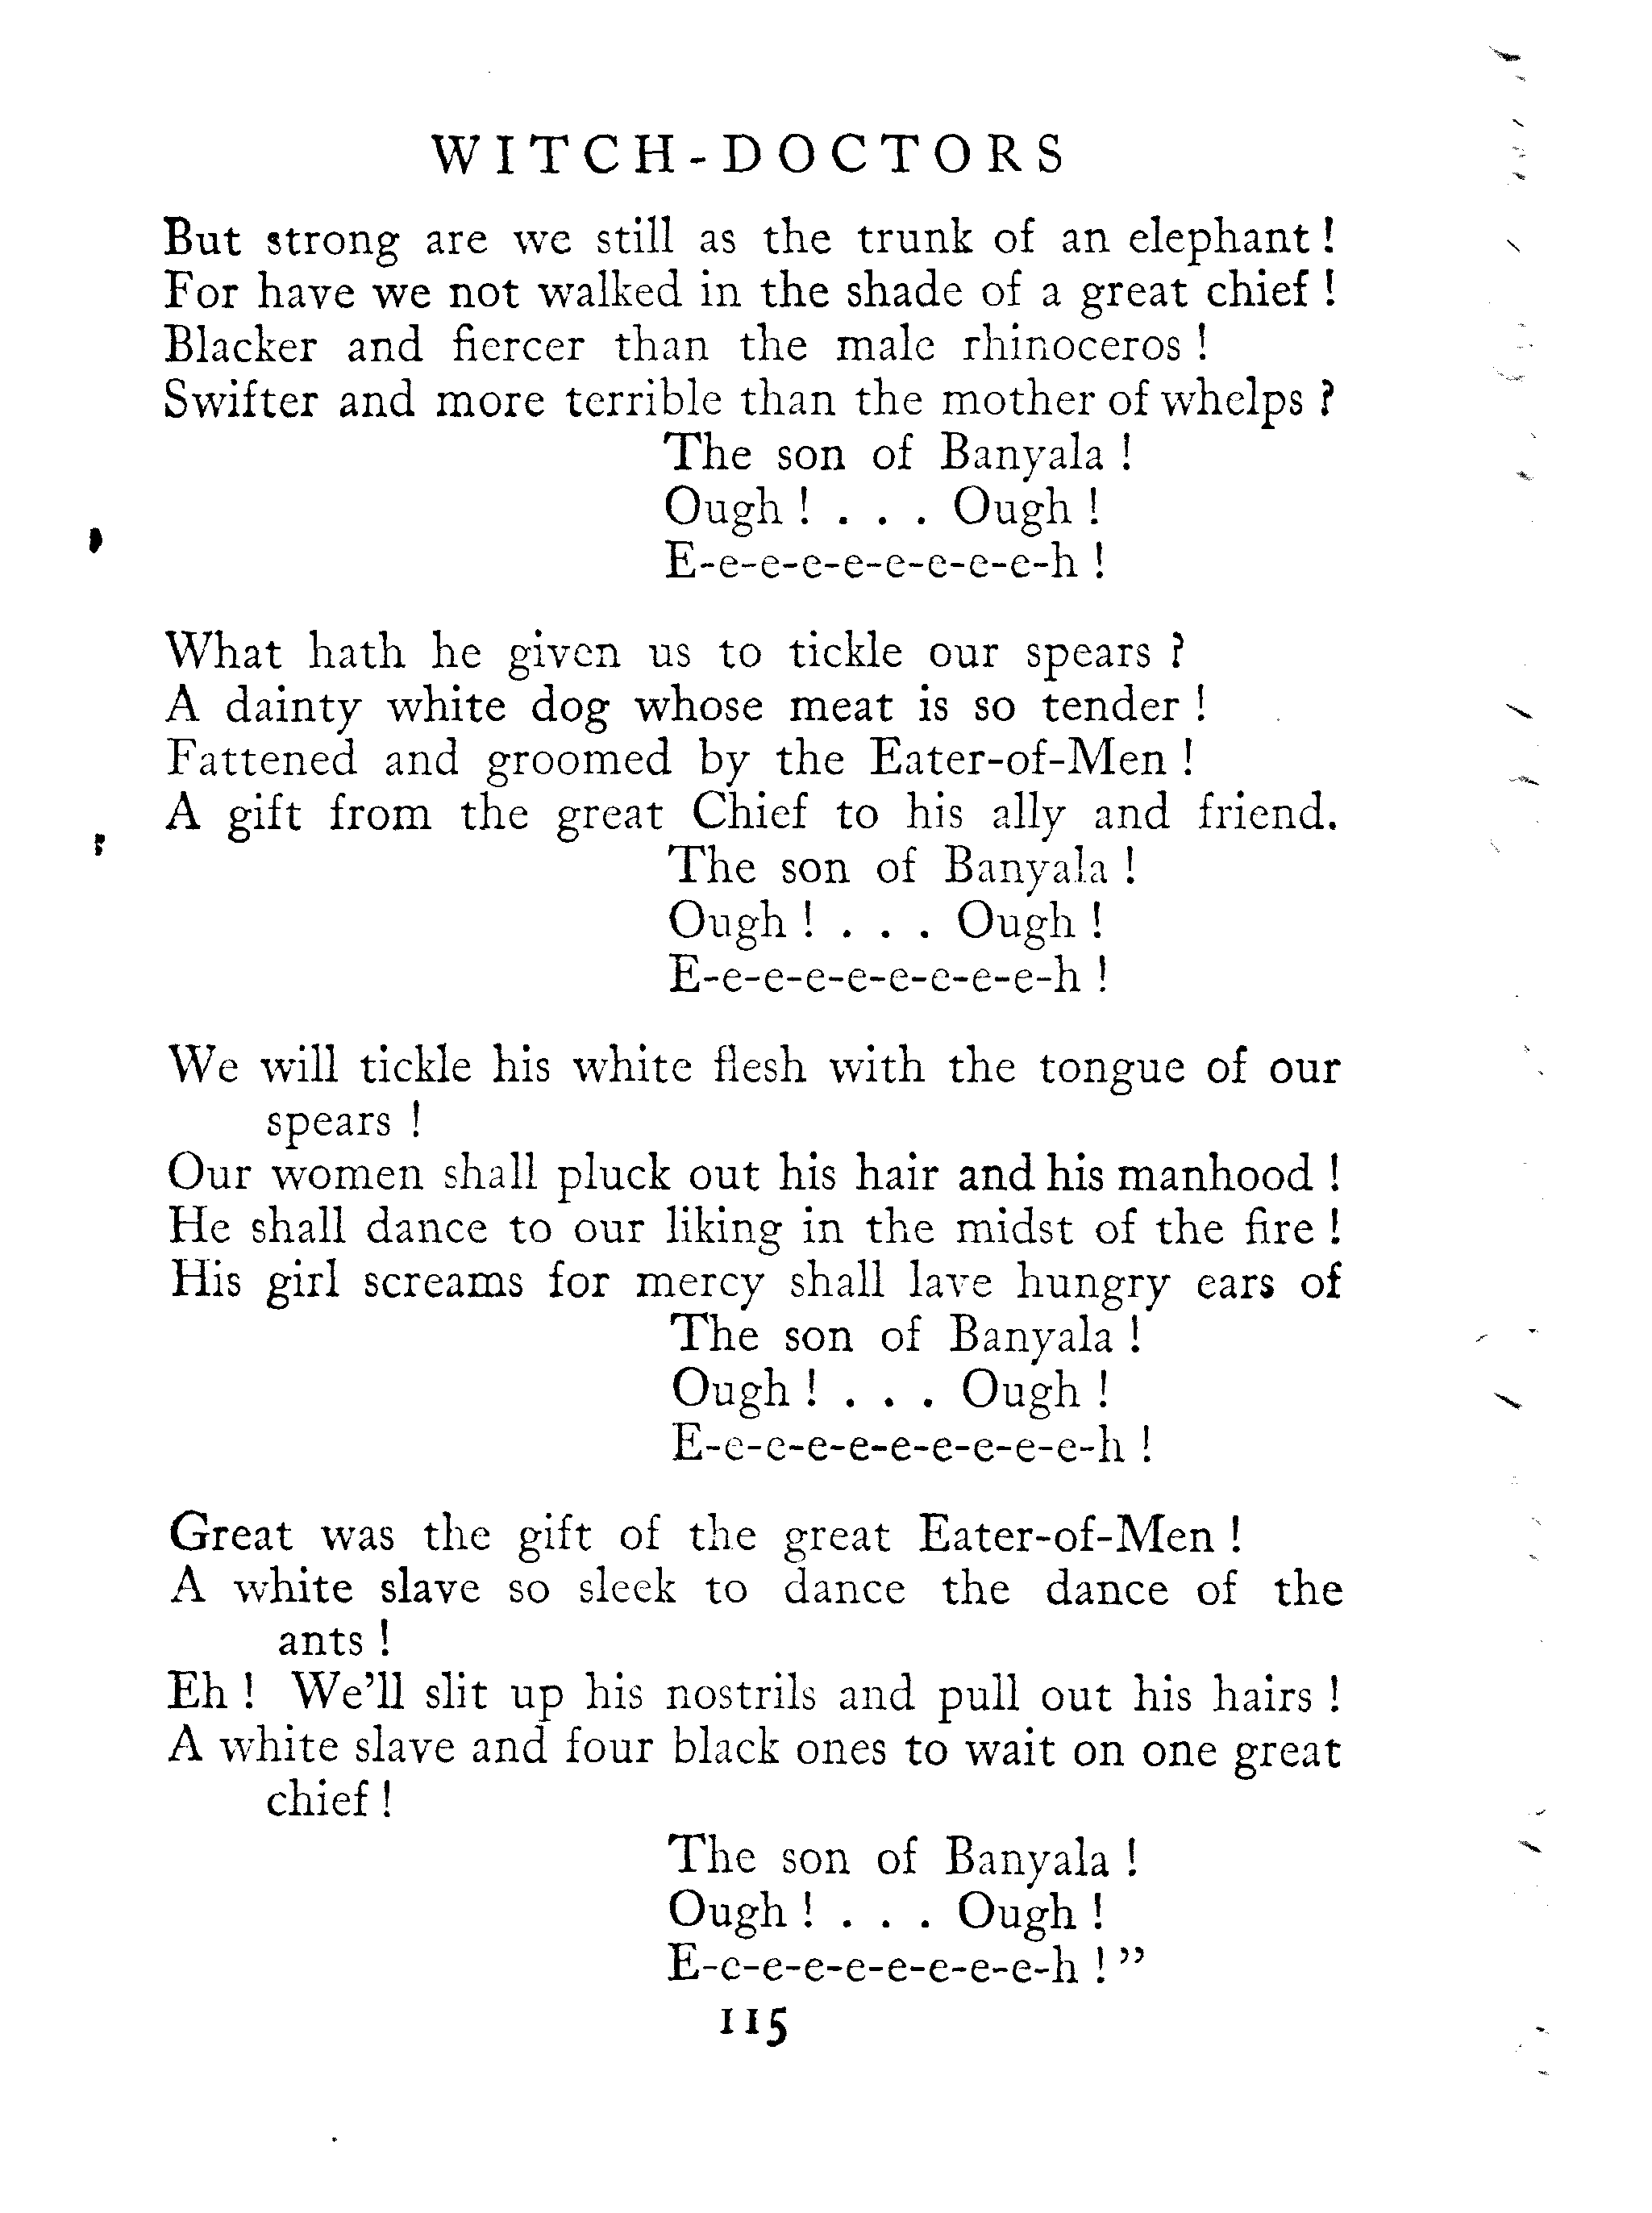 WITCH-DOCTORS
But strong are we still as the trunk of an elephant !
For have we not walked in the shade of a great chief !
Blacker and fiercer than the male rhinoceros !
Swifter and more terrible than the mother of whelps ?
The son of Banyala !
Ough ! . . . Ough !
E-e-e-e-e-e-e-e-e-h !
What hath he given us to tickle our spears ?
A dainty white dog whose meat is so tender !
Fattened and groomed by the Eater-of-Men !
A gift from the great Chief to his ally and friend.
The son of Banyala !
Ough ! . . . Ough !
E-e-e-e-e-e-e-e-e-h !
We will tickle his white flesh with the tongue of our
spears !
Our women shall pluck out his hair and his manhood !
He shall dance to our liking in the midst of the fire !
His girl screams for mercy shall lave hungry ears of
The son of Banyala !
Ough ! . . . Ough !
E-e-e-e-e-e-e-e-e-e-h !
Great was the gift of the great Eater-of-Men !
A white slave so sleek to dance the dance of the
ants !
Eh ! We'll slit up his nostrils and pull out his hairs !
A white slave and four black ones to wait on one great
chief !
The son of Banyala !
Ough ! . . . Ough !
E-e-e-e-e-e-e-e-e-h ! ”
115